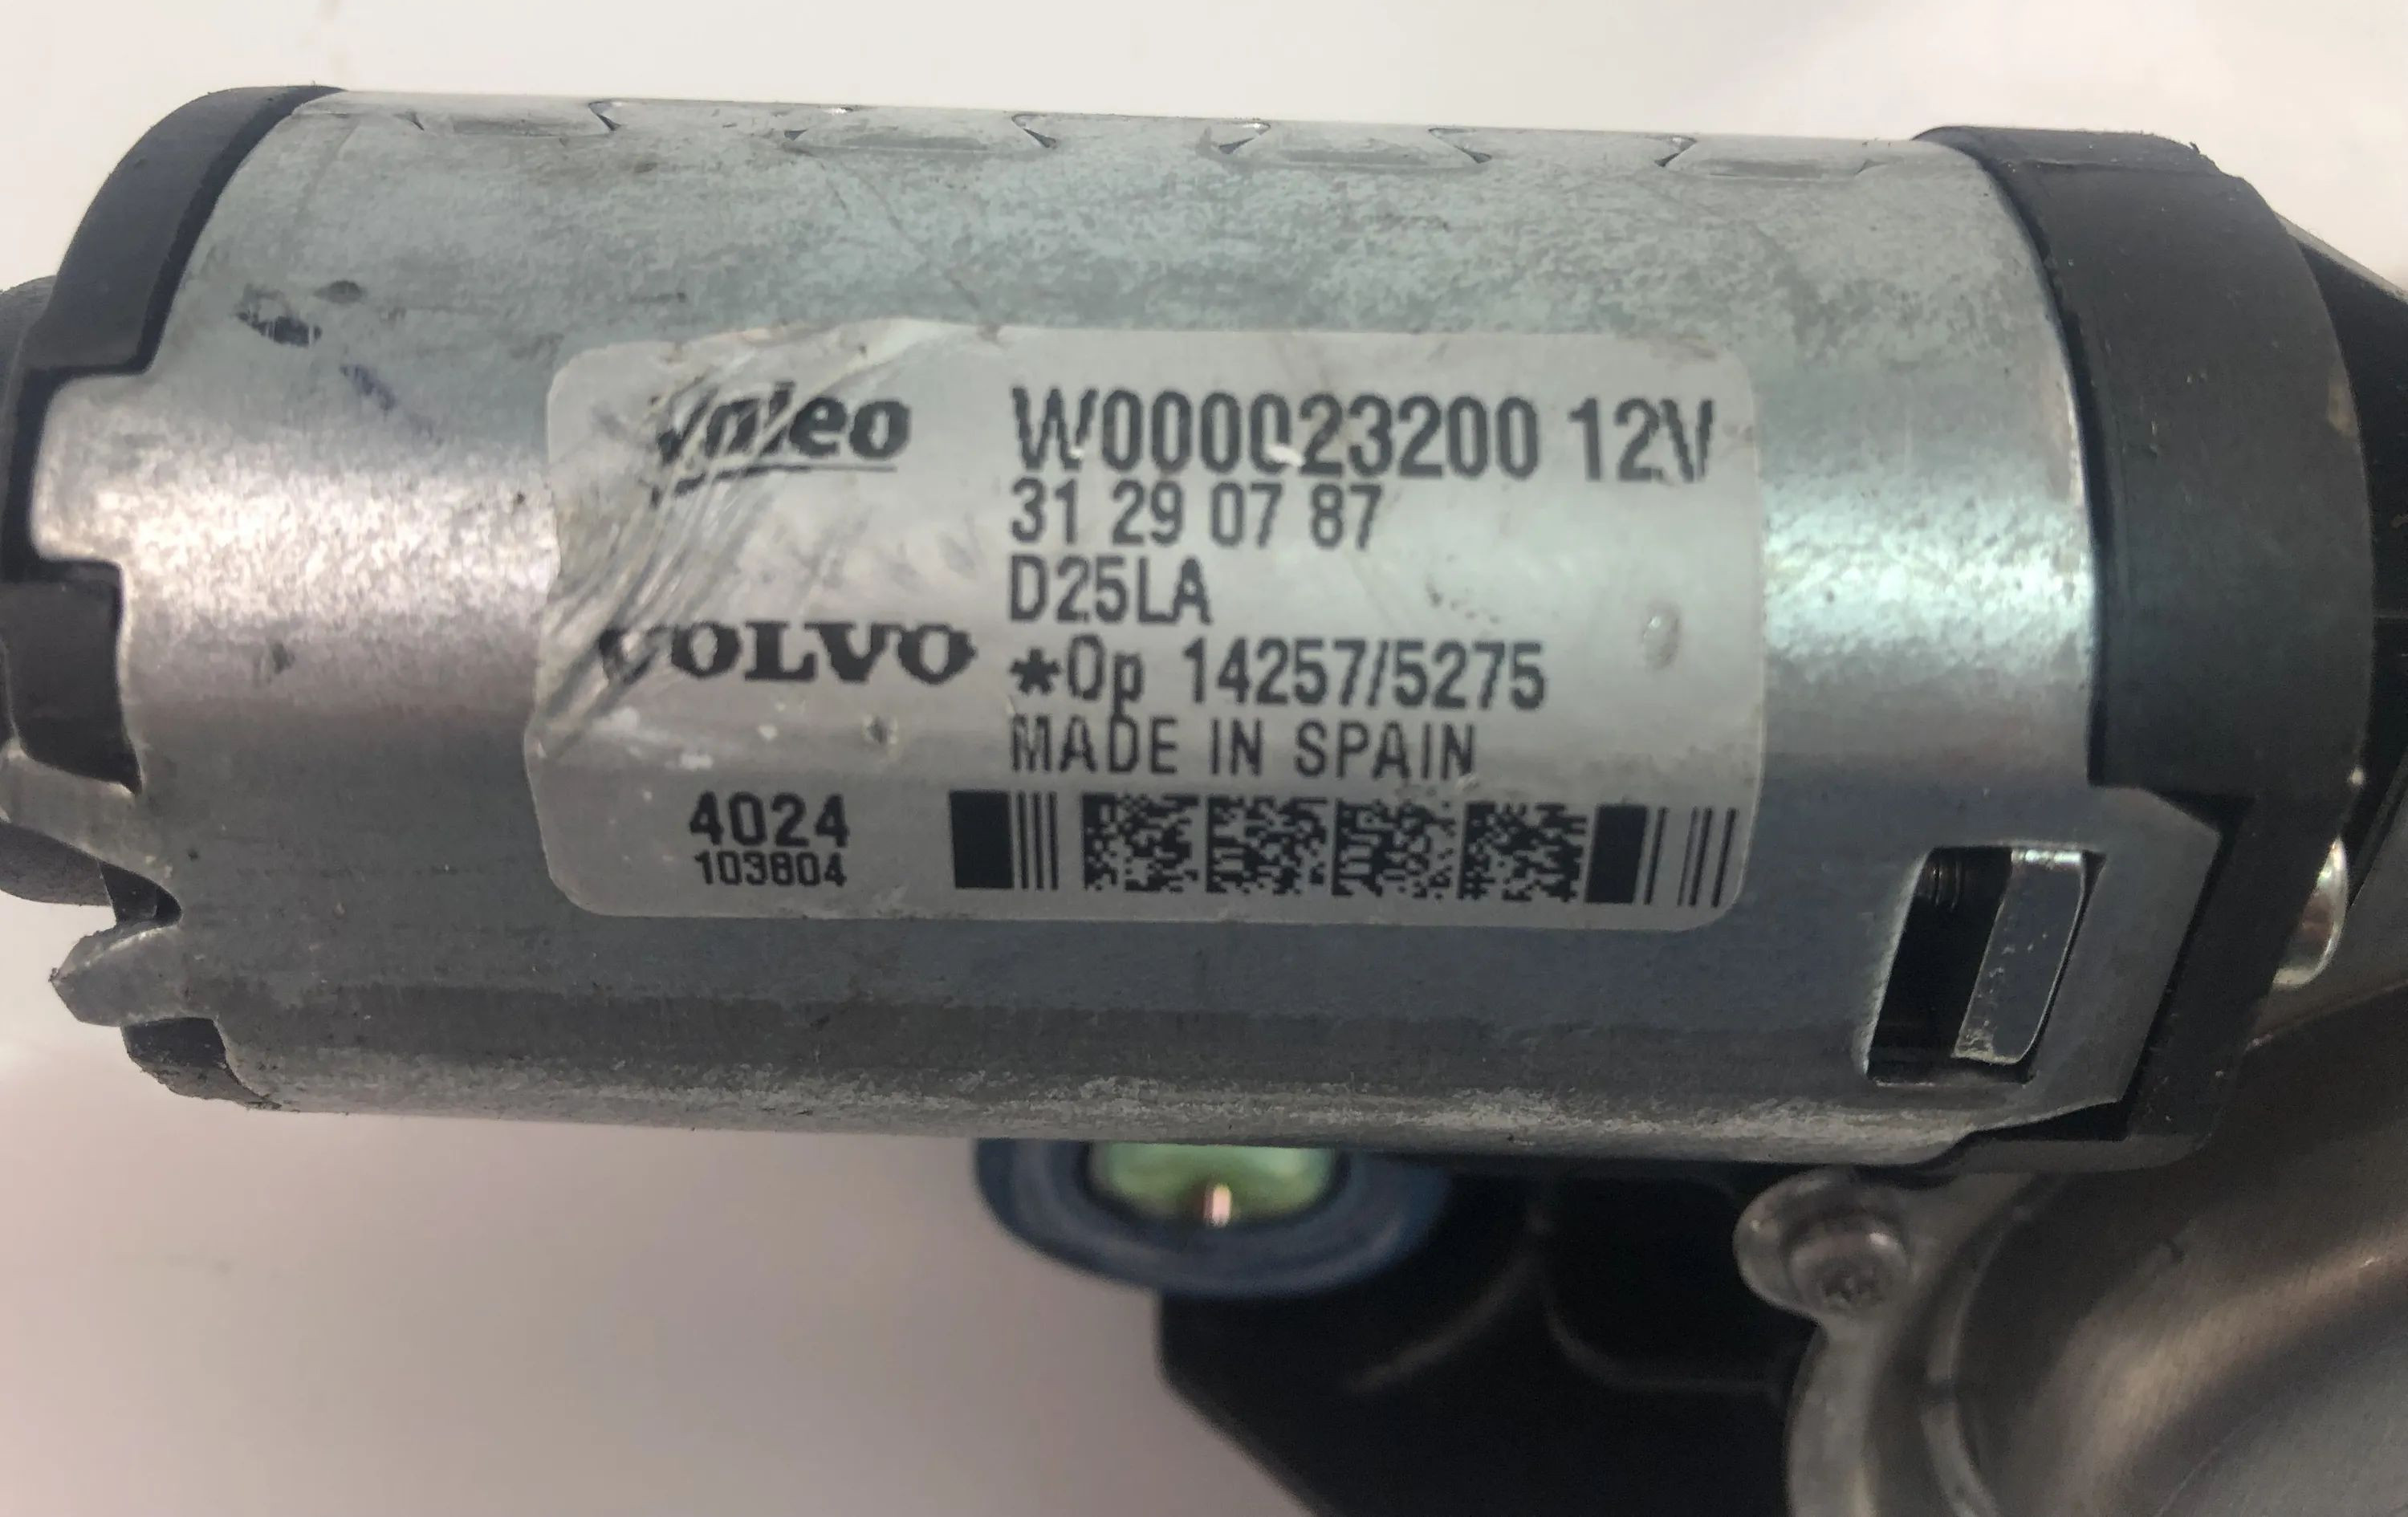 Valeo W000023200 12V
31 29 07 87
D25LA
VOLVO *Op 14257/5275
MADE IN SPAIN
4024
103804